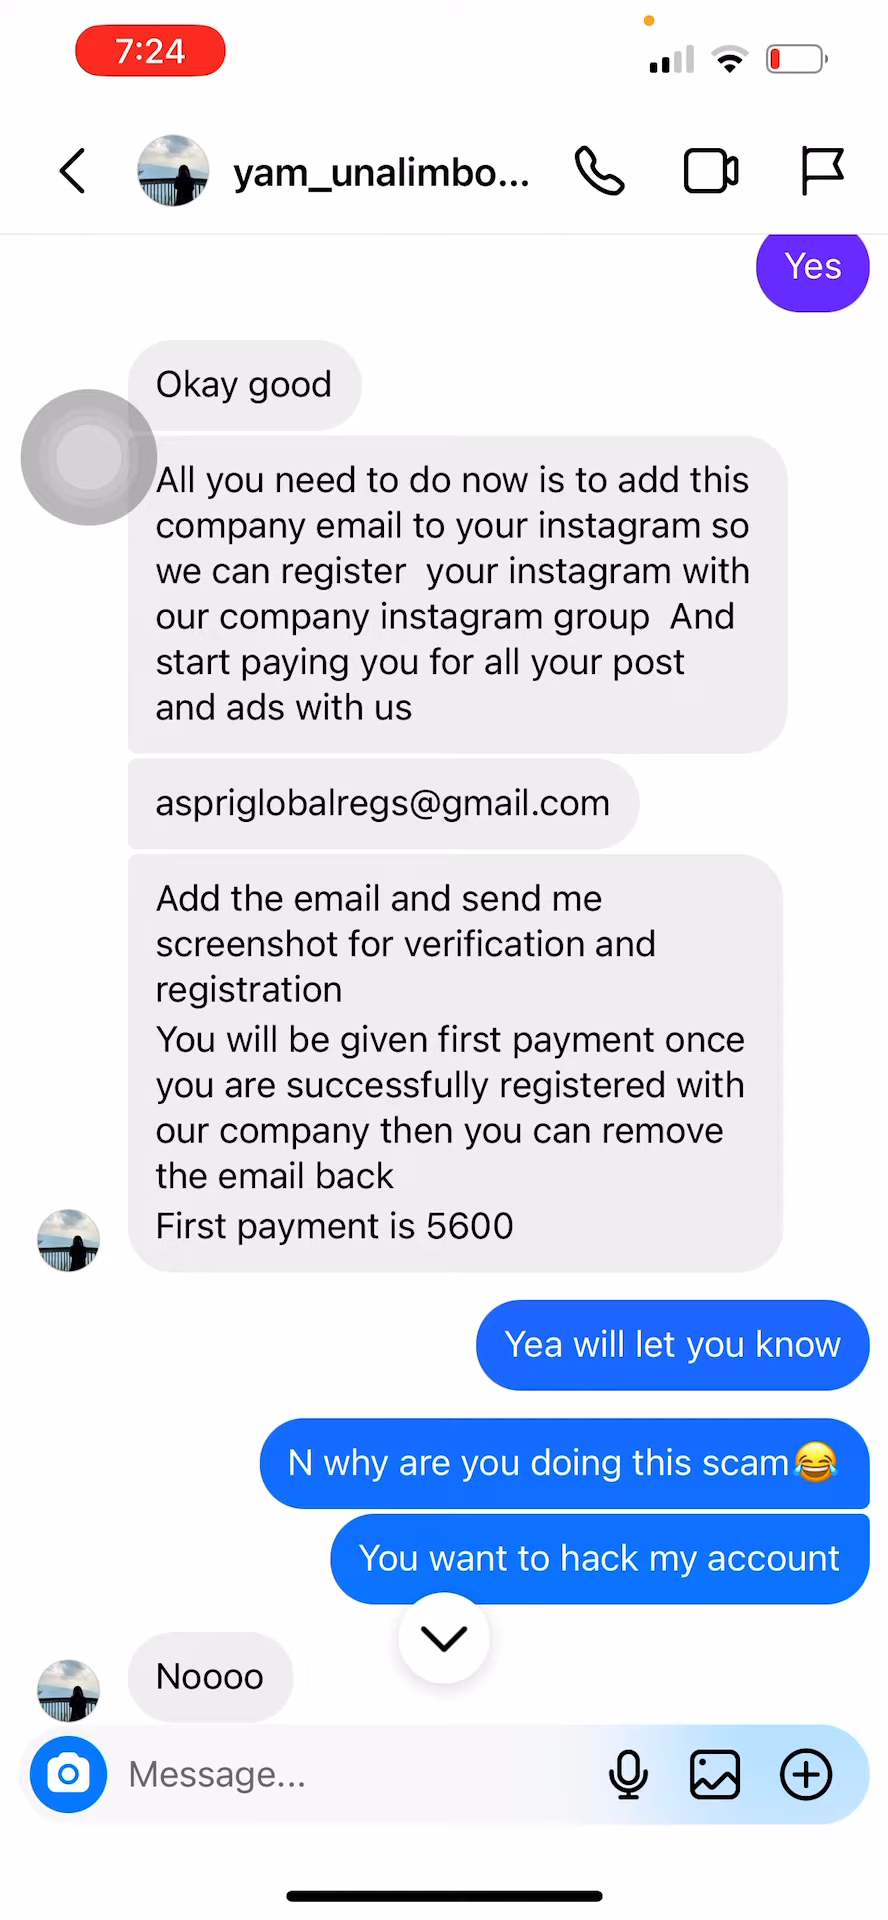 7:24
yam_unalimbo...
Yes
Okay good
All you need to do now is to add this
company email to your instagram so
we can register  your instagram with
our company instagram group  And
start paying you for all your post
and ads with us
aspriglobalregs@gmail.com
Add the email and send me
screenshot for verification and
registration
You will be given first payment once
you are successfully registered with
our company then you can remove
the email back
First payment is 5600
Yea will let you know
N why are you doing this scam😂
You want to hack my account
Noooo
Message...